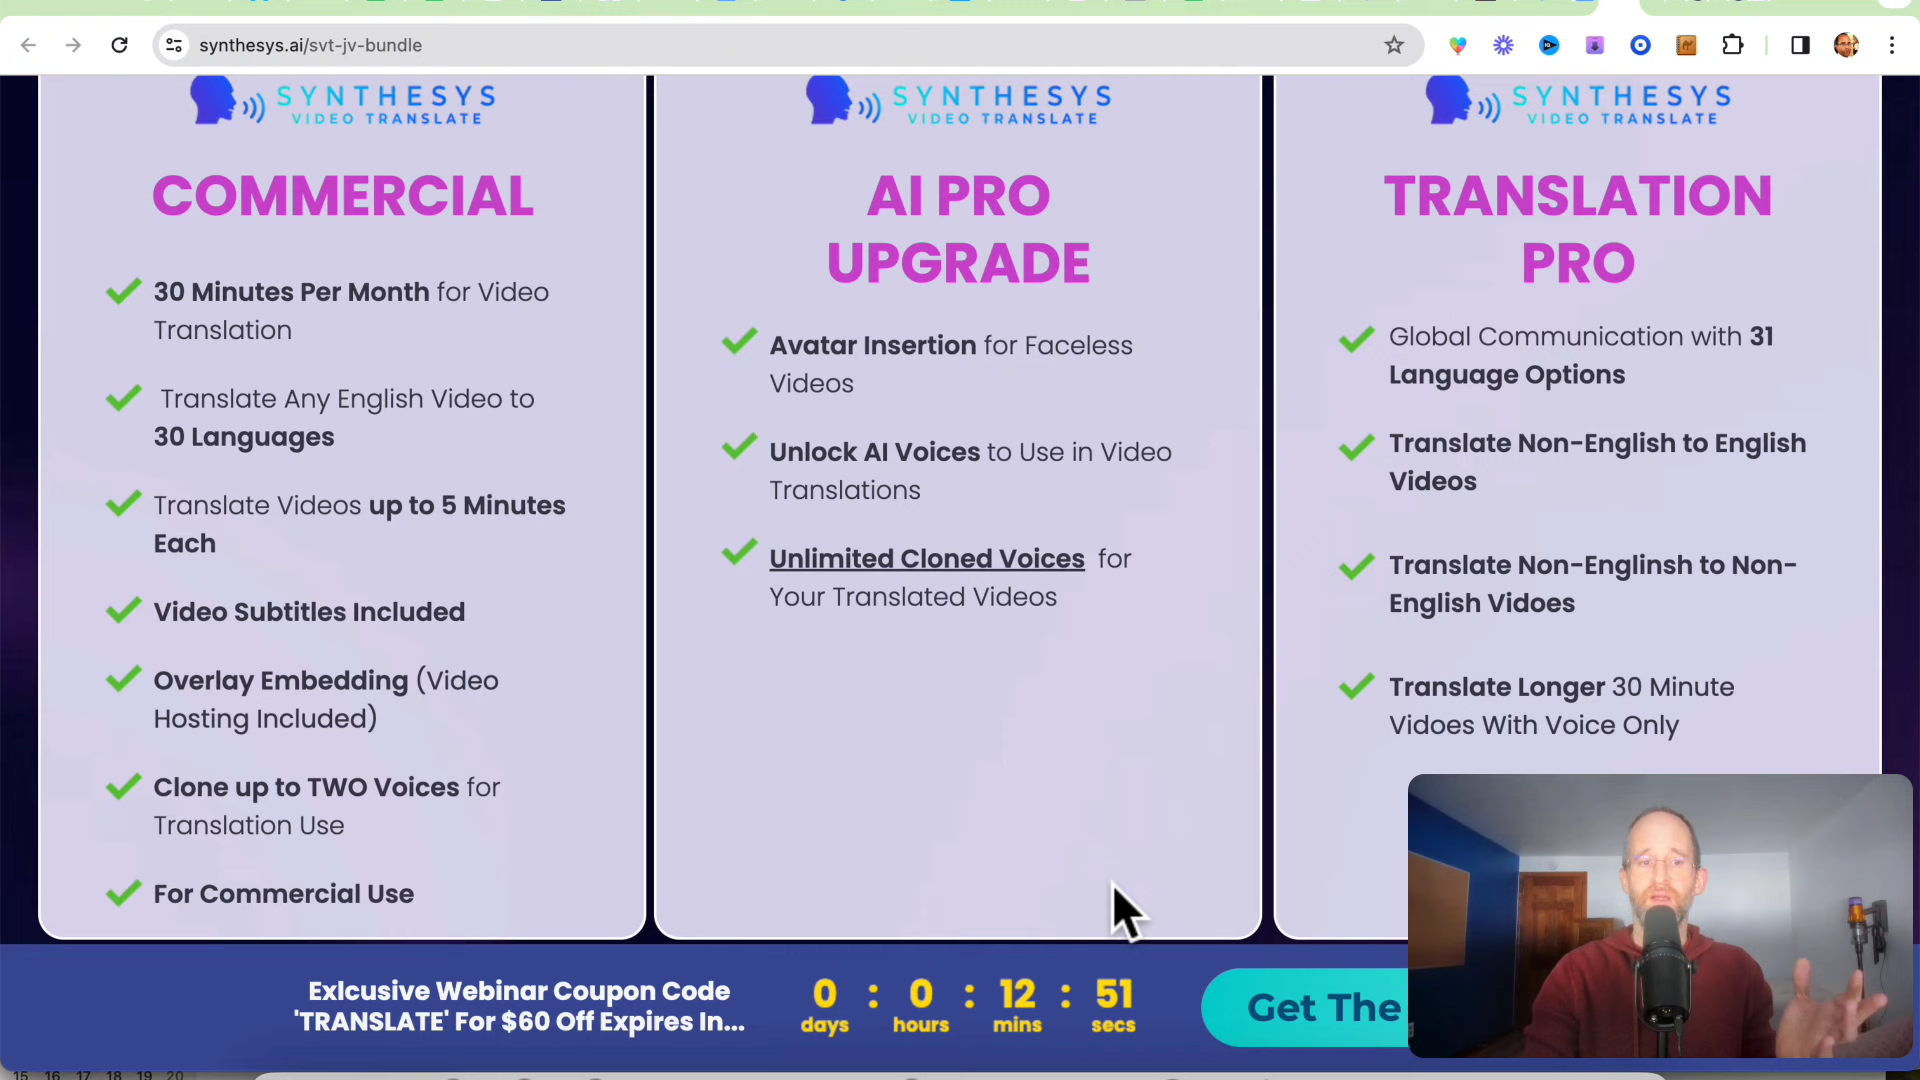 synthesys.ai/svt-jv-bundle
SYNTHESYS
VIDEO TRANSLATE
COMMERCIAL
30 Minutes Per Month for Video
Translation
Translate Any English Video to
30 Languages
Translate Videos up to 5 Minutes
Each
Video Subtitles Included
Overlay Embedding (Video
Hosting Included)
Clone up to TWO Voices for
Translation Use
For Commercial Use
SYNTHESYS
VIDEO TRANSLATE
AI PRO
UPGRADE
Avatar Insertion for Faceless
Videos
Unlock AI Voices to Use in Video
Translations
Unlimited Cloned Voices for
Your Translated Videos
SYNTHESYS
VIDEO TRANSLATE
TRANSLATION
PRO
Global Communication with 31
Language Options
Translate Non-English to English
Videos
Translate Non-Englinsh to Non-
English Vidoes
Translate Longer 30 Minute
Vidoes With Voice Only
Exlcusive Webinar Coupon Code
'TRANSLATE' For $60 Off Expires In...
0 : 0 : 12 : 51
days hours mins secs
Get The
15 16 17 18 19 20